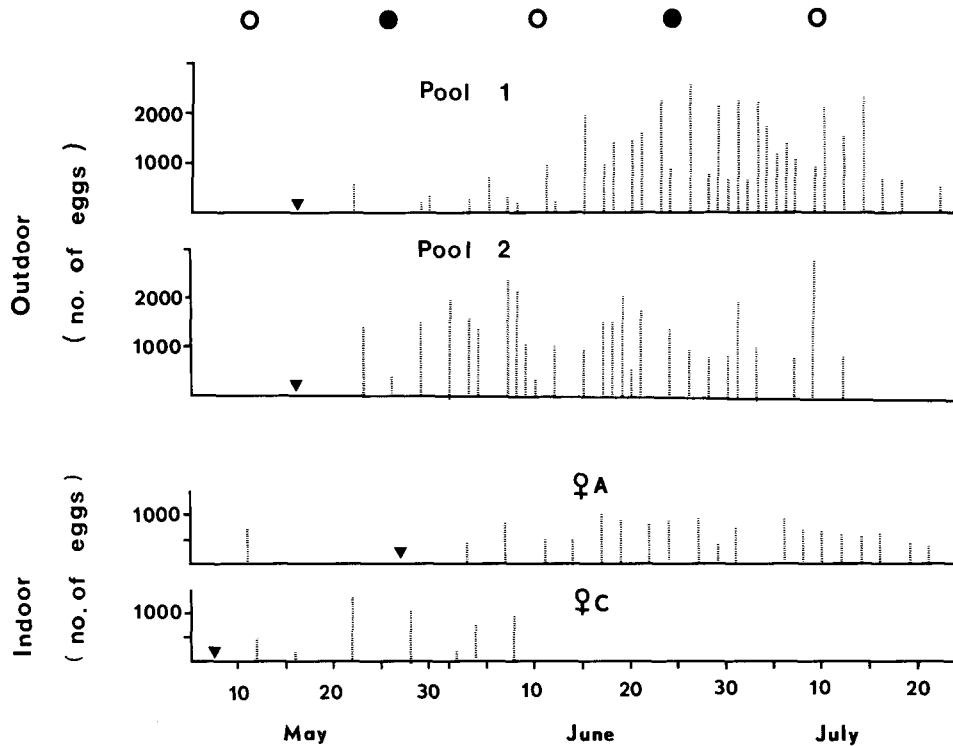 Pool 1
2000
1000
Pool 2
2000
1000
Outdoor
( no. of eggs )
♀A
1000
♀C
1000
Indoor
( no. of eggs)
10 20 30 10 20 30 10 20
May June July